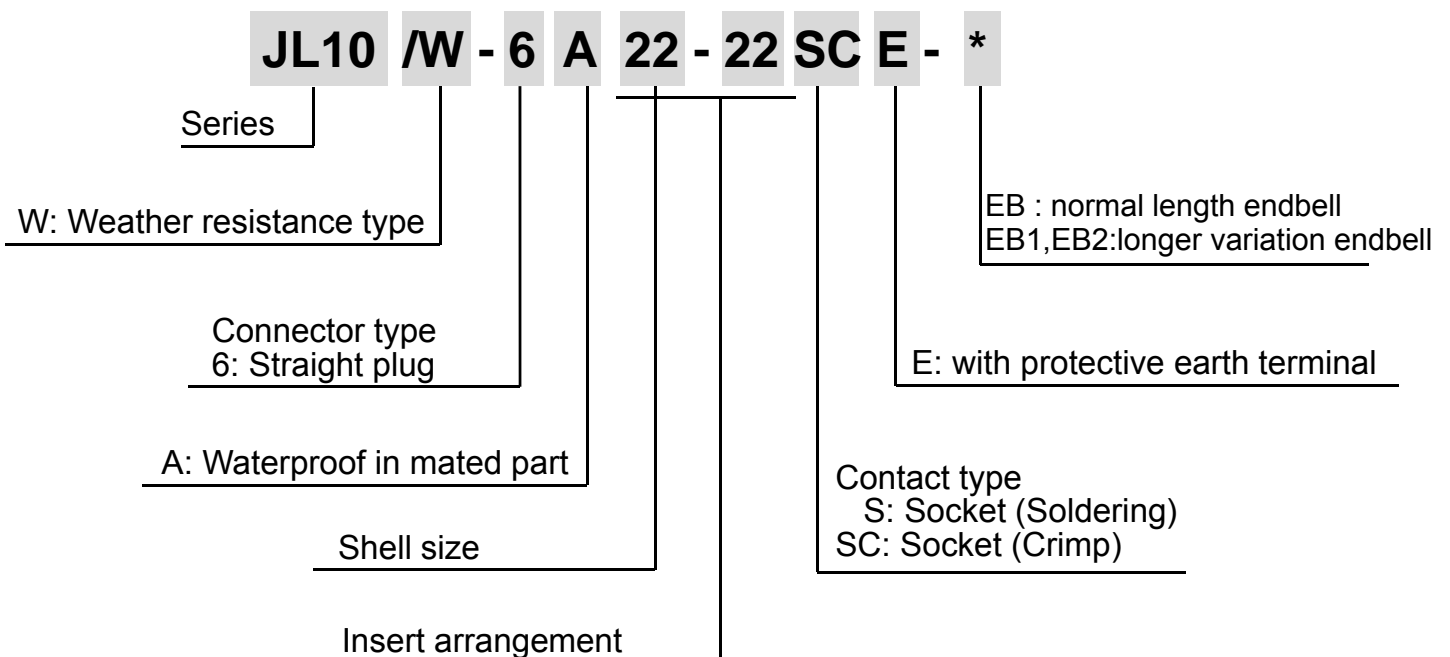 JL10 /W - 6 A 22 - 22 SC E - *
Series
W: Weather resistance type
EB : normal length endbell
EB1,EB2:longer variation endbell
Connector type
6: Straight plug
E: with protective earth terminal
A: Waterproof in mated part
Contact type
S: Socket (Soldering)
SC: Socket (Crimp)
Shell size
Insert arrangement